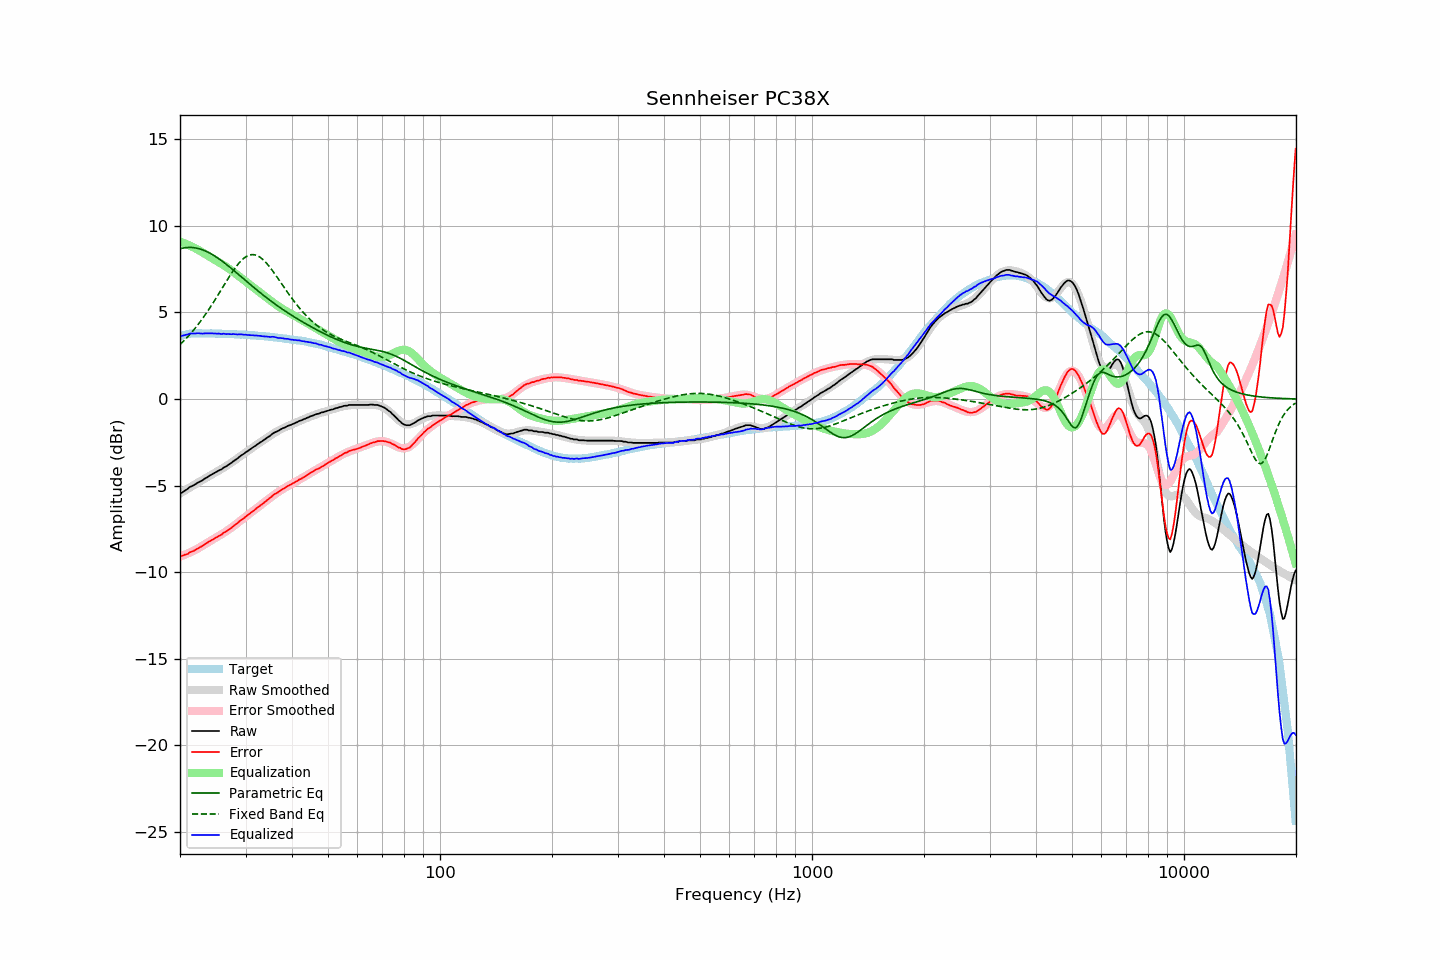 Sennheiser PC38X
15
10
5
0
−5
−10
−15
−20
−25
Amplitude (dBr)
Target
Raw Smoothed
Error Smoothed
Raw
Error
Equalization
Parametric Eq
Fixed Band Eq
Equalized
100
1000
10000
Frequency (Hz)